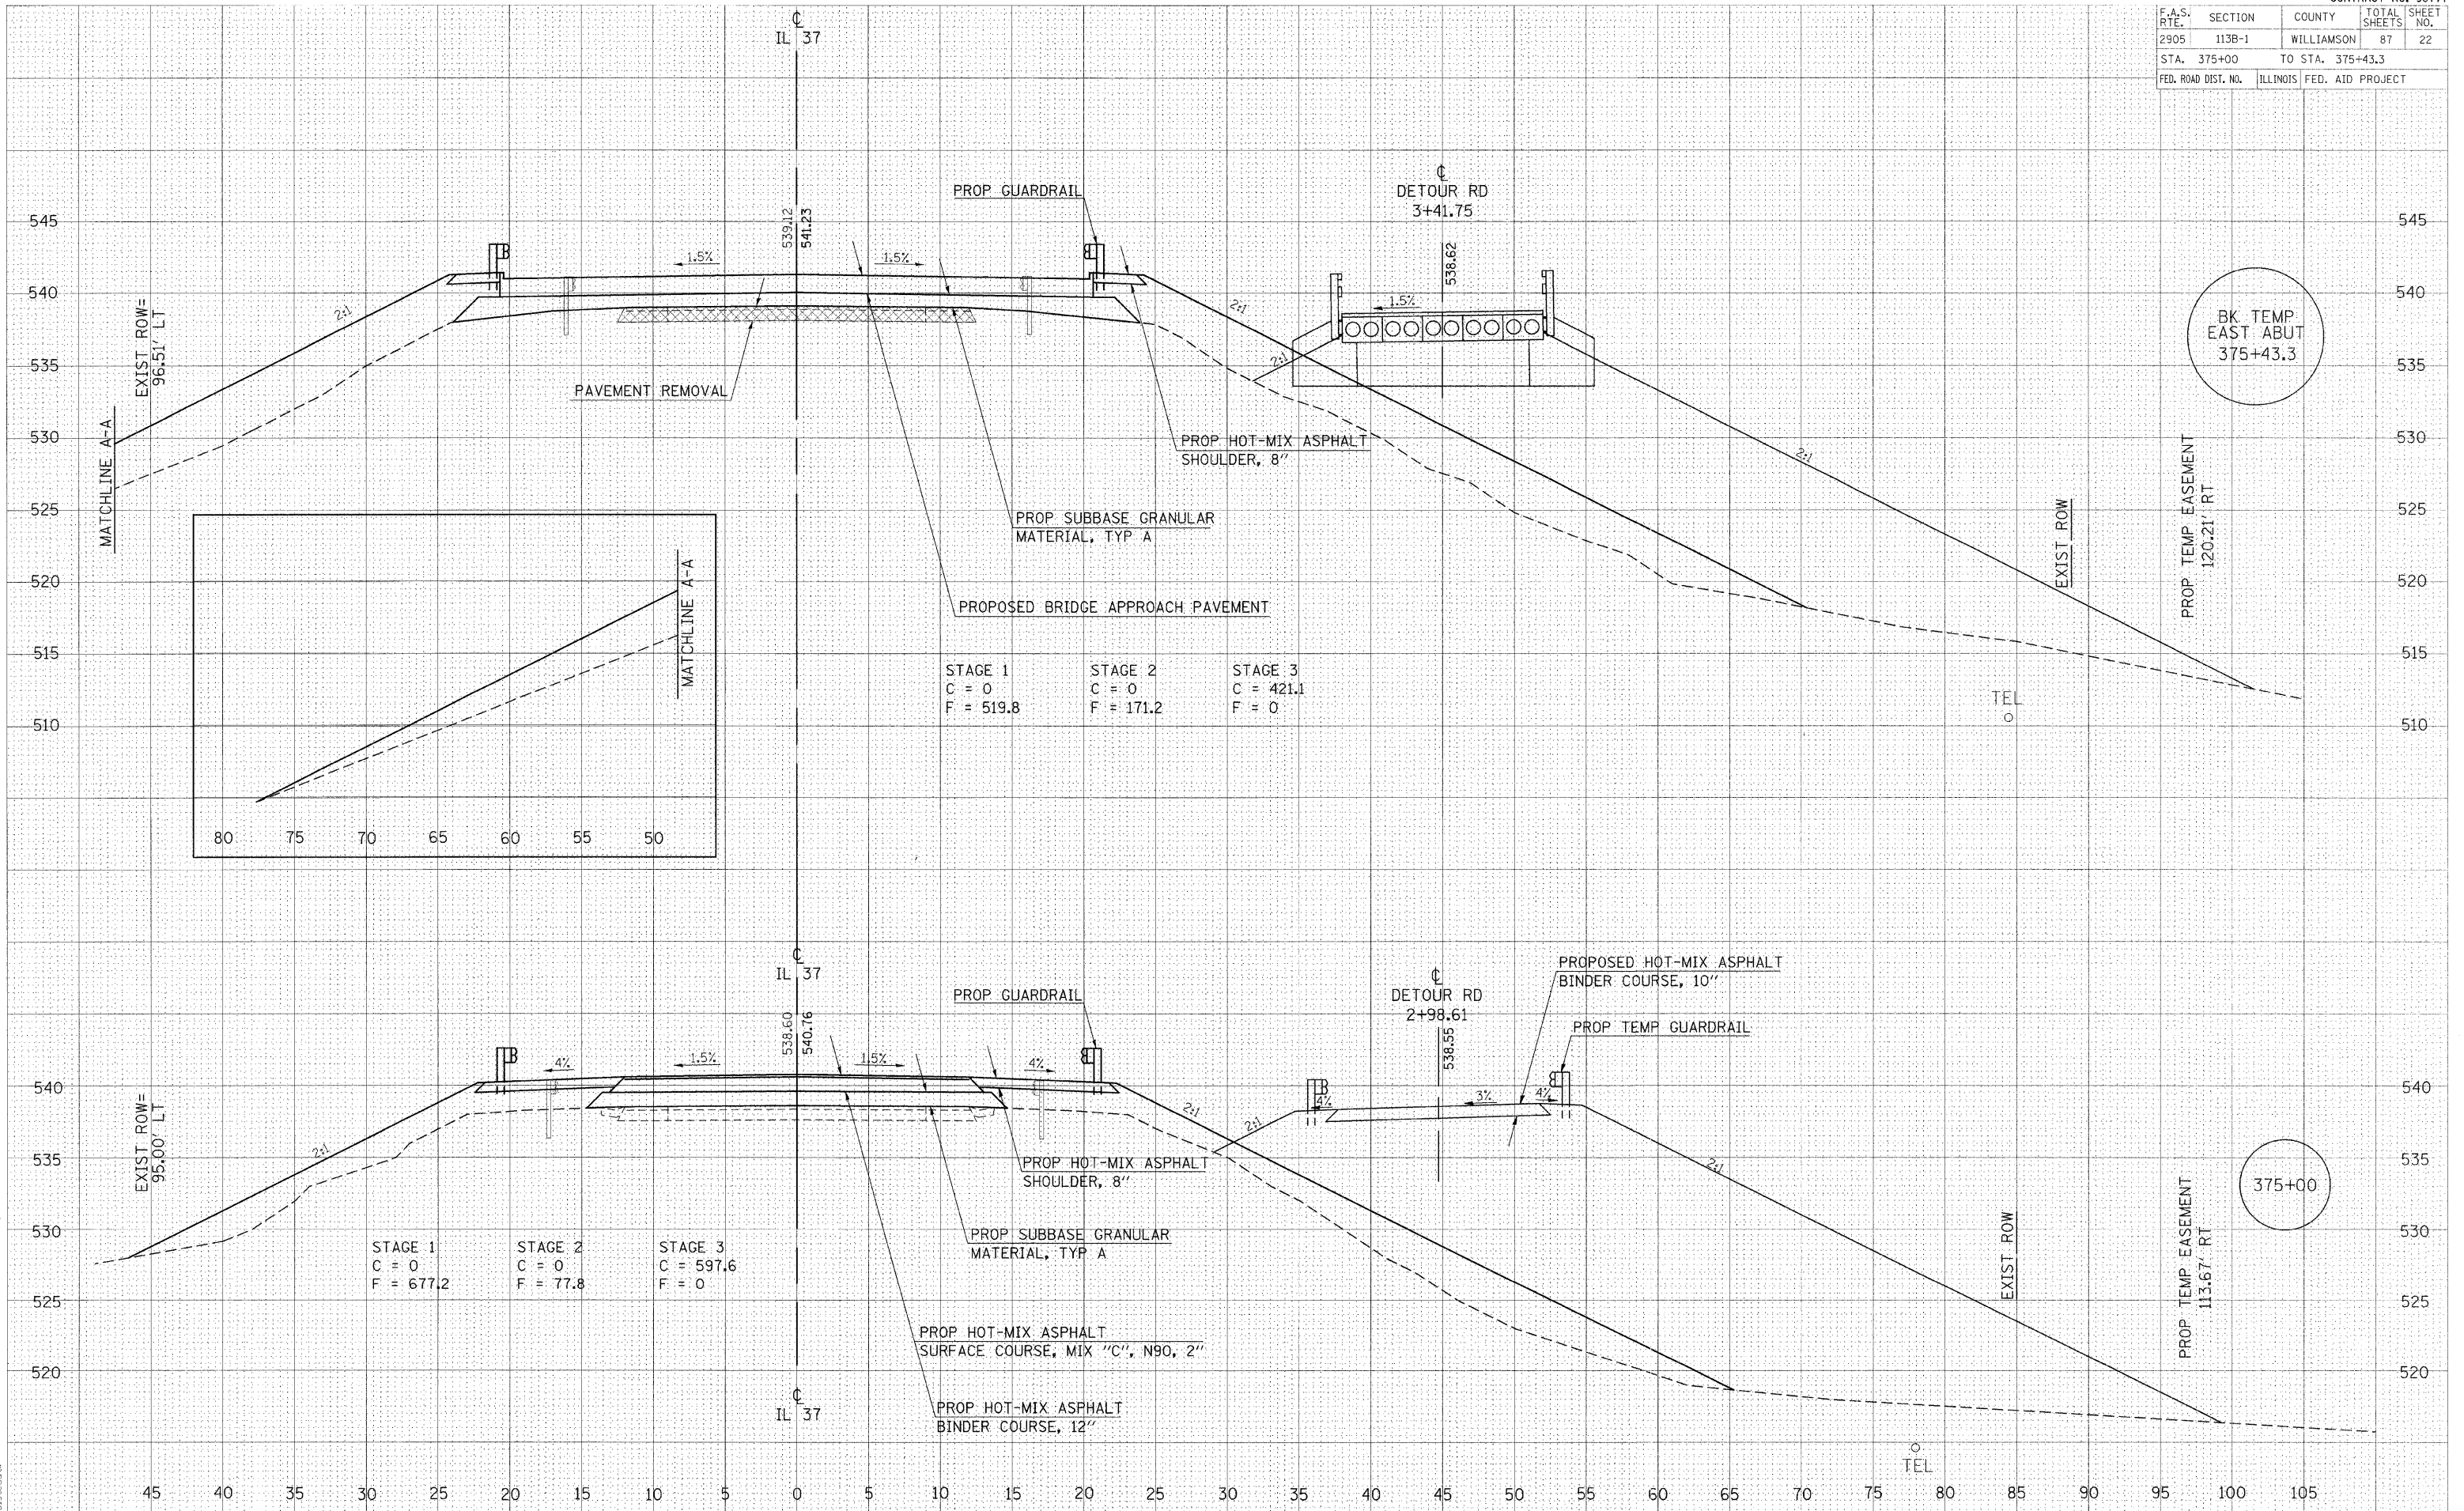 F.A.S. RTE. SECTION COUNTY TOTAL SHEETS SHEET NO.
2905 113B-1 WILLIAMSON 87 22
STA. 375+00 TO STA. 375+43.3
FED. ROAD DIST. NO. ILLINOIS FED. AID PROJECT
℄
IL 37
PROP GUARDRAIL
℄
DETOUR RD
3+41.75
539.12
541.23
538.62
545
545
1.5%
1.5%
1.5%
540
540
2:1
2:1
2:1
2:1
EXIST ROW=
96.51' LT
BK TEMP
EAST ABUT
375+43.3
535
535
PAVEMENT REMOVAL
MATCHLINE A-A
530
530
PROP HOT-MIX ASPHALT
SHOULDER, 8"
525
525
PROP SUBBASE GRANULAR
MATERIAL, TYP A
EXIST ROW
PROP TEMP EASEMENT
120.21' RT
520
520
MATCHLINE A-A
PROPOSED BRIDGE APPROACH PAVEMENT
515
515
STAGE 1 STAGE 2 STAGE 3
C = 0 C = 0 C = 421.1
F = 519.8 F = 171.2 F = 0
TEL
510
510
80 75 70 65 60 55 50
℄
IL 37
PROP GUARDRAIL
℄
DETOUR RD
2+98.61
PROPOSED HOT-MIX ASPHALT
BINDER COURSE, 10"
PROP TEMP GUARDRAIL
538.60
540.76
538.55
4%
1.5%
1.5%
4%
4%
3%
4%
540
540
2:1
2:1
2:1
2:1
EXIST ROW=
95.00' LT
535
535
PROP HOT-MIX ASPHALT
SHOULDER, 8"
375+00
530
530
PROP SUBBASE GRANULAR
MATERIAL, TYP A
STAGE 1 STAGE 2 STAGE 3
C = 0 C = 0 C = 597.6
F = 677.2 F = 77.8 F = 0
EXIST ROW
PROP TEMP EASEMENT
113.67' RT
525
525
PROP HOT-MIX ASPHALT
SURFACE COURSE, MIX "C", N90, 2"
520
520
℄
IL 37
PROP HOT-MIX ASPHALT
BINDER COURSE, 12"
TEL
45 40 35 30 25 20 15 10 5 0 5 10 15 20 25 30 35 40 45 50 55 60 65 70 75 80 85 90 95 100 105